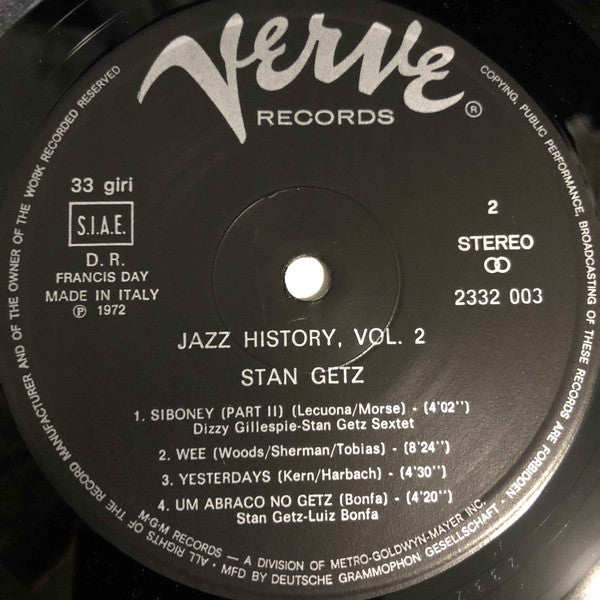 Verve
RECORDS
®
33 giri
S.I.A.E.
D. R.
FRANCIS DAY
MADE IN ITALY
℗ 1972
2
STEREO
2332 003
JAZZ HISTORY, VOL. 2
STAN GETZ
1. SIBONEY (PART II) (Lecuona/Morse) - (4'02")
Dizzy Gillespie-Stan Getz Sextet
2. WEE (Woods/Sherman/Tobias) - (8'24")
3. YESTERDAYS (Kern/Harbach) - (4'30")
4. UM ABRACO NO GETZ (Bonfa) - (4'20")
Stan Getz-Luiz Bonfa
M-G-M RECORDS — A DIVISION OF METRO-GOLDWYN-MAYER INC.
• ALL RIGHTS OF THE RECORD MANUFACTURER AND OF THE OWNER OF THE WORK RECORDED RESERVED
COPYING, PUBLIC PERFORMANCE, BROADCASTING OF THESE RECORDS ARE FORBIDDEN
• MFD BY DEUTSCHE GRAMMOPHON GESELLSCHAFT •